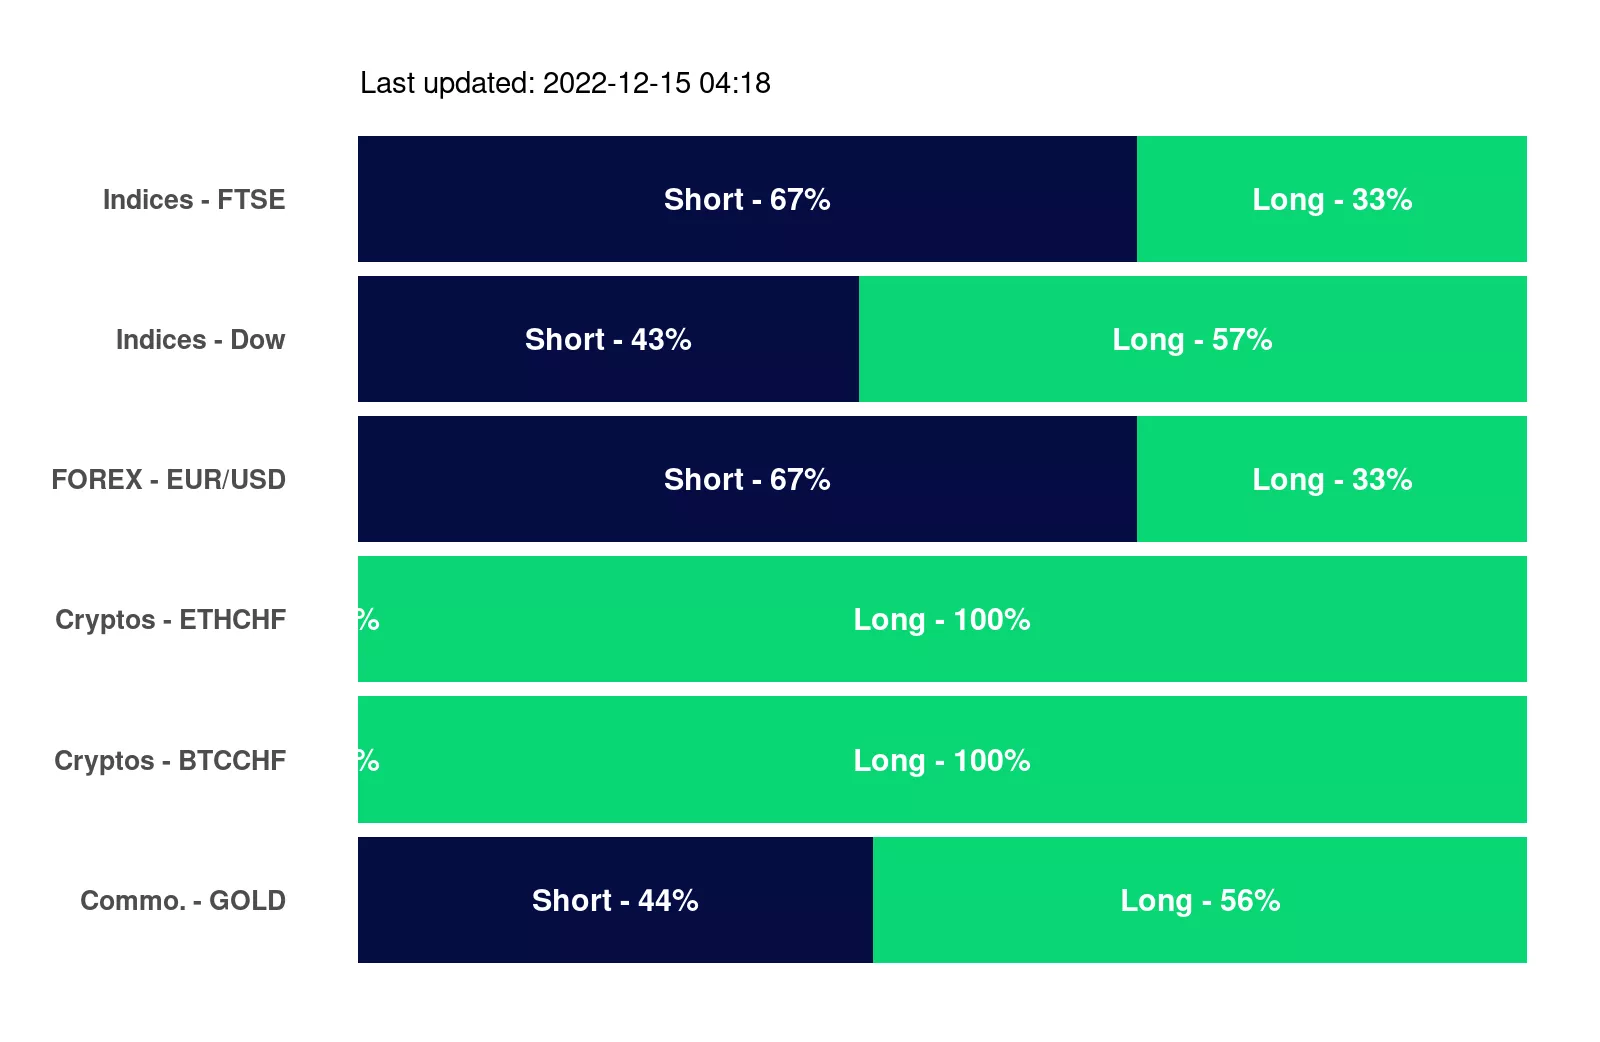 Last updated: 2022-12-15 04:18
Indices - FTSE Short - 67% Long - 33%
Indices - Dow Short - 43% Long - 57%
FOREX - EUR/USD Short - 67% Long - 33%
Cryptos - ETHCHF % Long - 100%
Cryptos - BTCCHF % Long - 100%
Commo. - GOLD Short - 44% Long - 56%